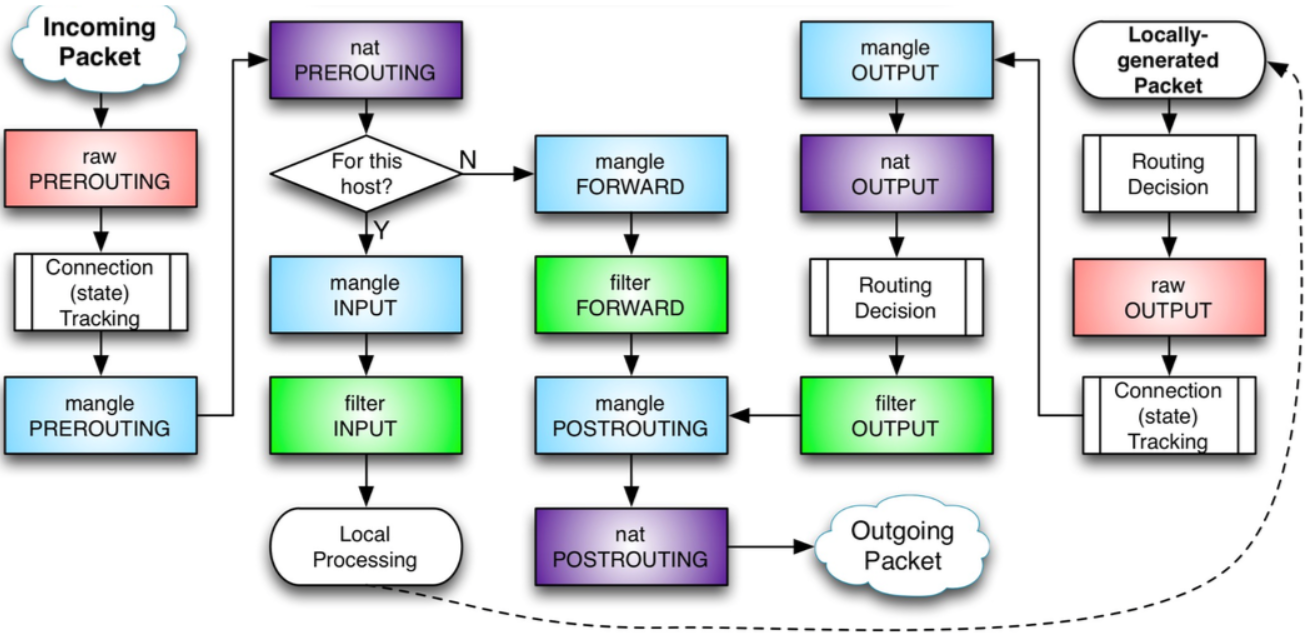 Incoming
Packet
raw
PREROUTING
Connection
(state)
Tracking
mangle
PREROUTING
nat
PREROUTING
For this
host?
N
Y
mangle
INPUT
filter
INPUT
Local
Processing
mangle
FORWARD
filter
FORWARD
mangle
POSTROUTING
nat
POSTROUTING
mangle
OUTPUT
nat
OUTPUT
Routing
Decision
filter
OUTPUT
Outgoing
Packet
Locally-
generated
Packet
Routing
Decision
raw
OUTPUT
Connection
(state)
Tracking